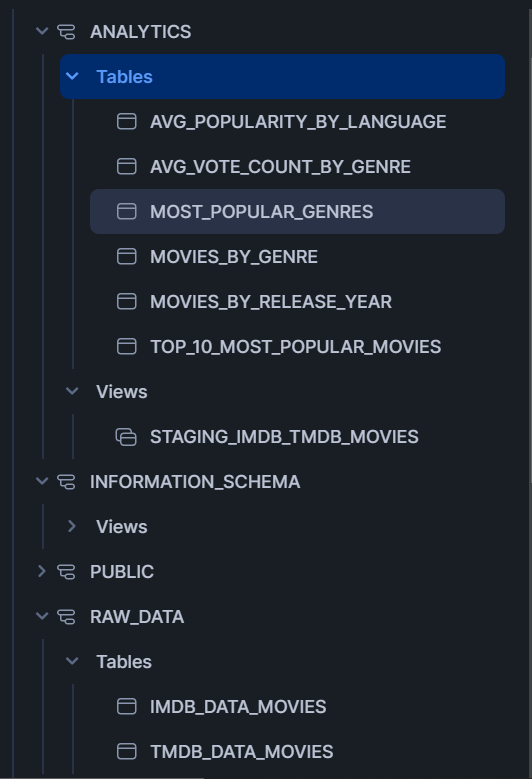 ANALYTICS
Tables
AVG_POPULARITY_BY_LANGUAGE
AVG_VOTE_COUNT_BY_GENRE
MOST_POPULAR_GENRES
MOVIES_BY_GENRE
MOVIES_BY_RELEASE_YEAR
TOP_10_MOST_POPULAR_MOVIES
Views
STAGING_IMDB_TMDB_MOVIES
INFORMATION_SCHEMA
Views
PUBLIC
RAW_DATA
Tables
IMDB_DATA_MOVIES
TMDB_DATA_MOVIES